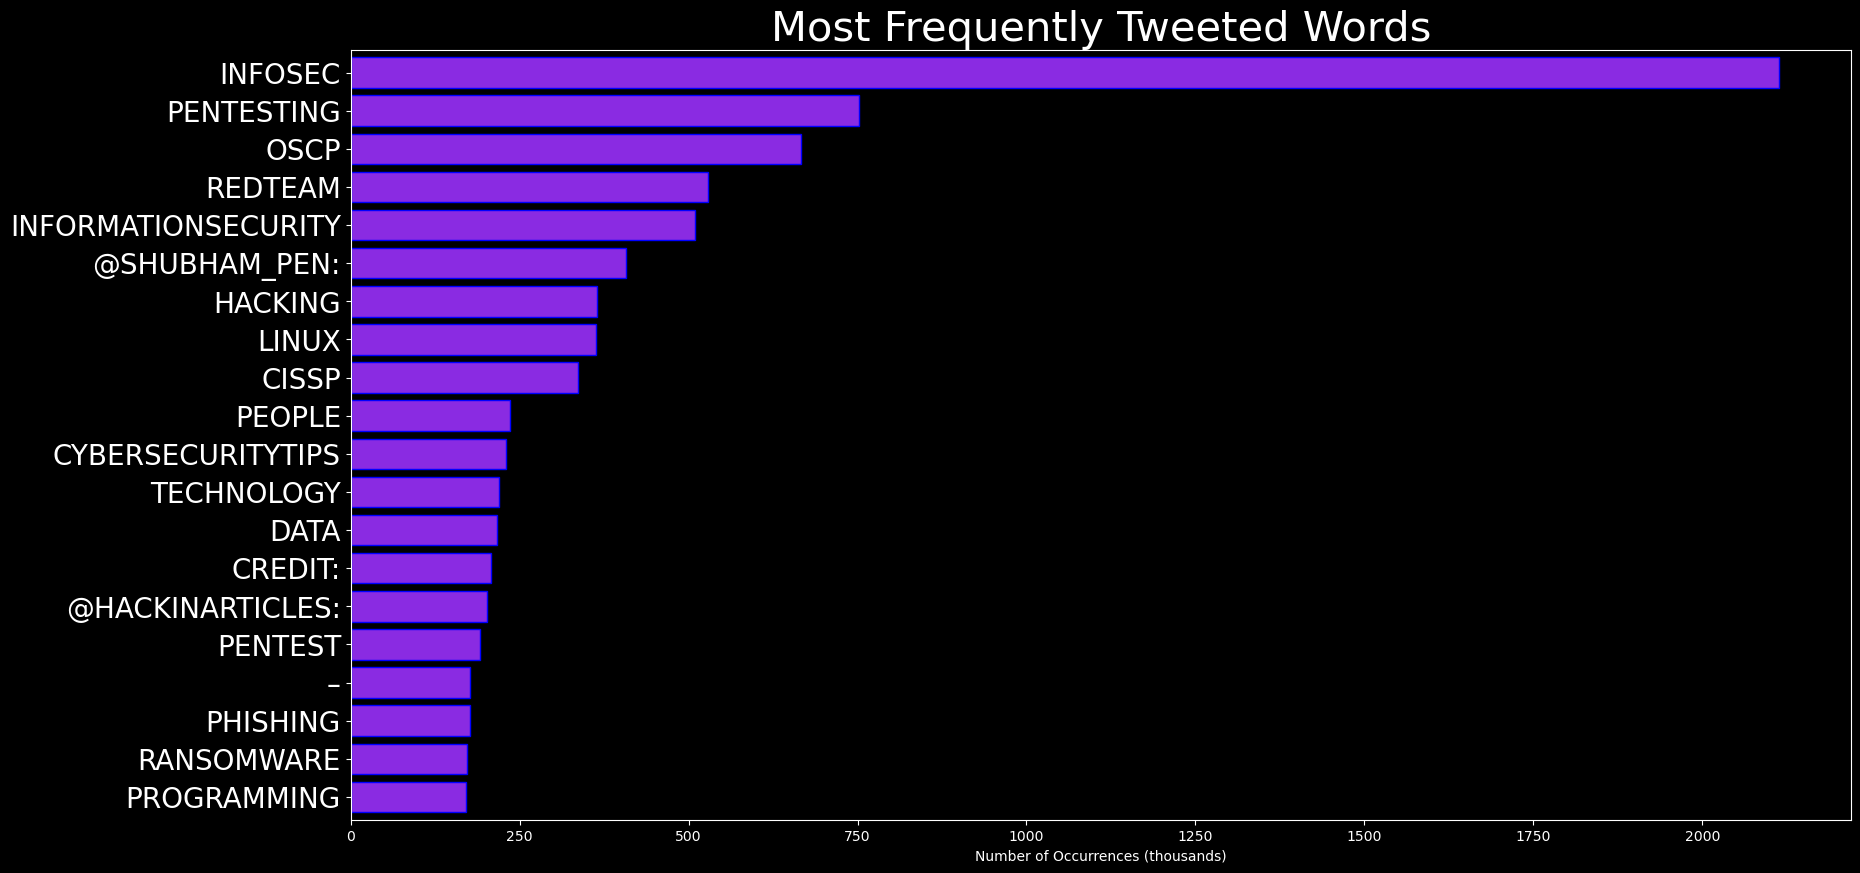 Most Frequently Tweeted Words
INFOSEC
PENTESTING
OSCP
REDTEAM
INFORMATIONSECURITY
@SHUBHAM_PEN:
HACKING
LINUX
CISSP
PEOPLE
CYBERSECURITYTIPS
TECHNOLOGY
DATA
CREDIT:
@HACKINARTICLES:
PENTEST
–
PHISHING
RANSOMWARE
PROGRAMMING
0 250 500 750 1000 1250 1500 1750 2000
Number of Occurrences (thousands)